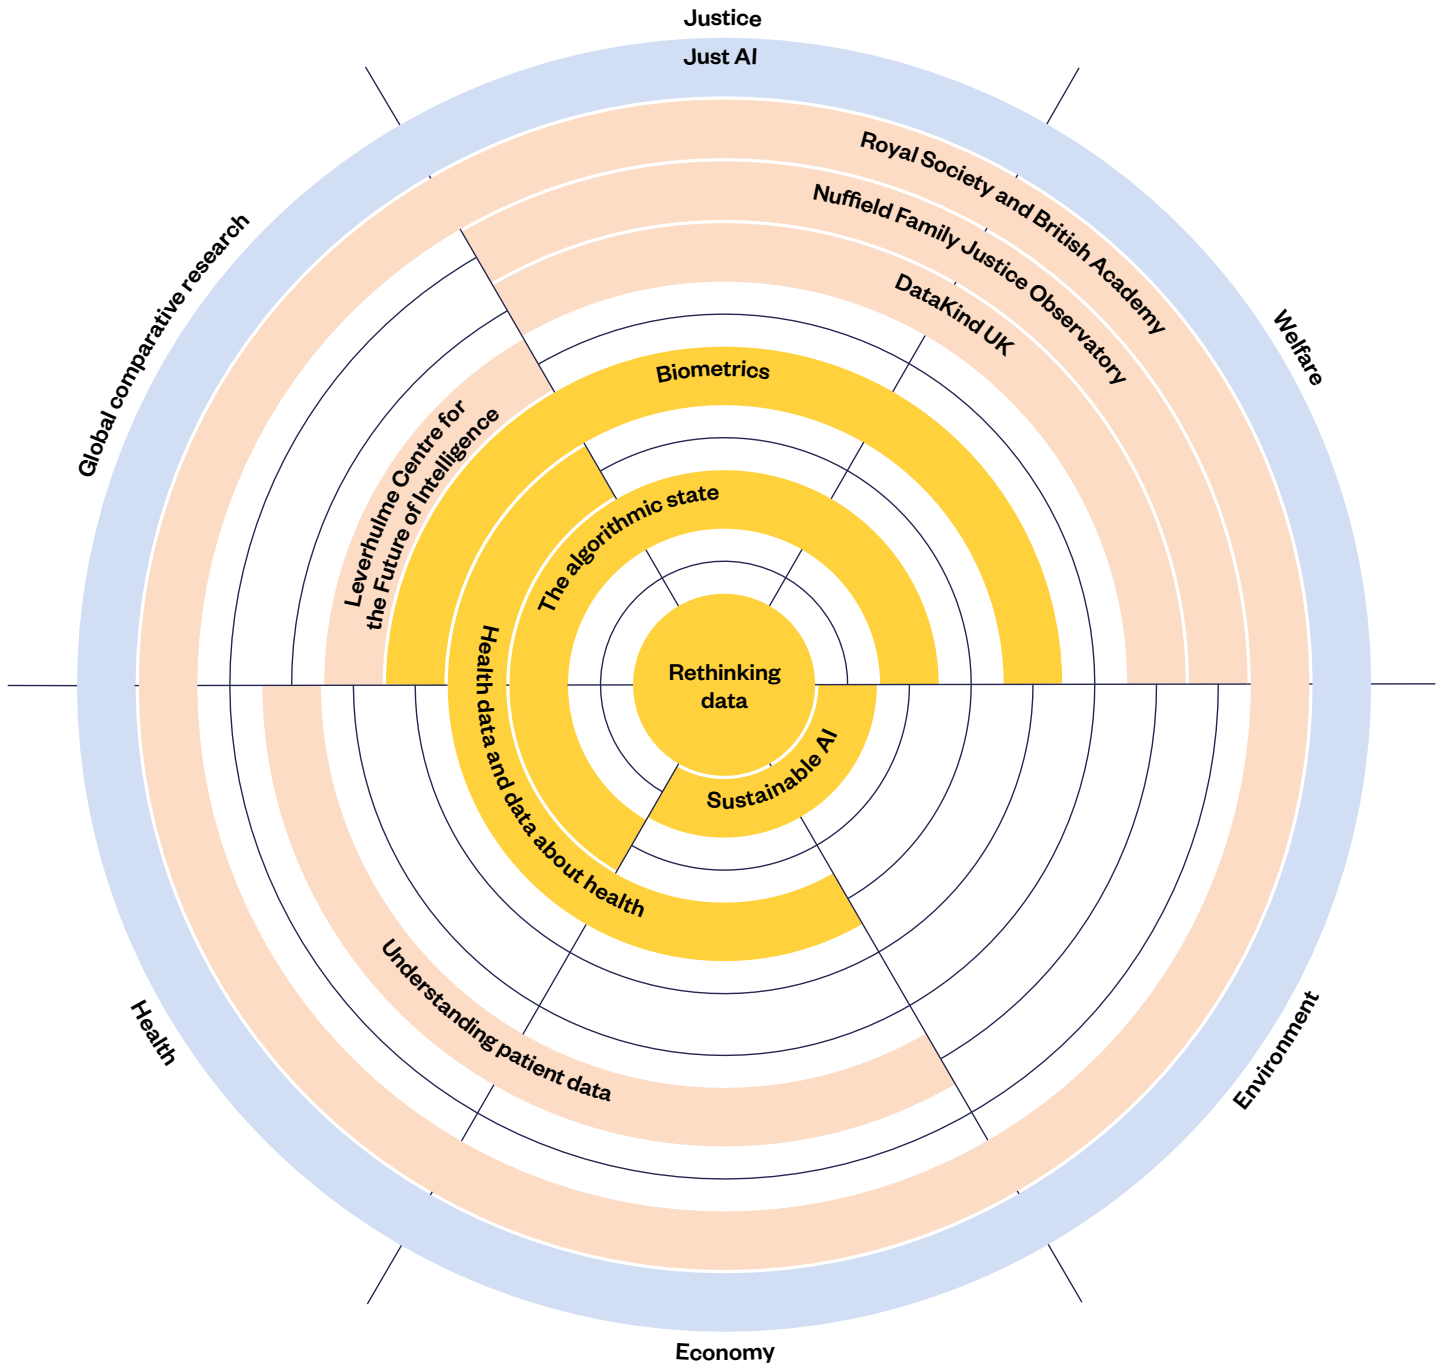 Justice
Just AI
Royal Society and British Academy
Nuffield Family Justice Observatory
DataKind UK
Global comparative research
Welfare
Biometrics
Leverhulme Centre for
the Future of Intelligence
The algorithmic state
Health data and data about health
Rethinking
data
Sustainable AI
Understanding patient data
Health
Environment
Economy